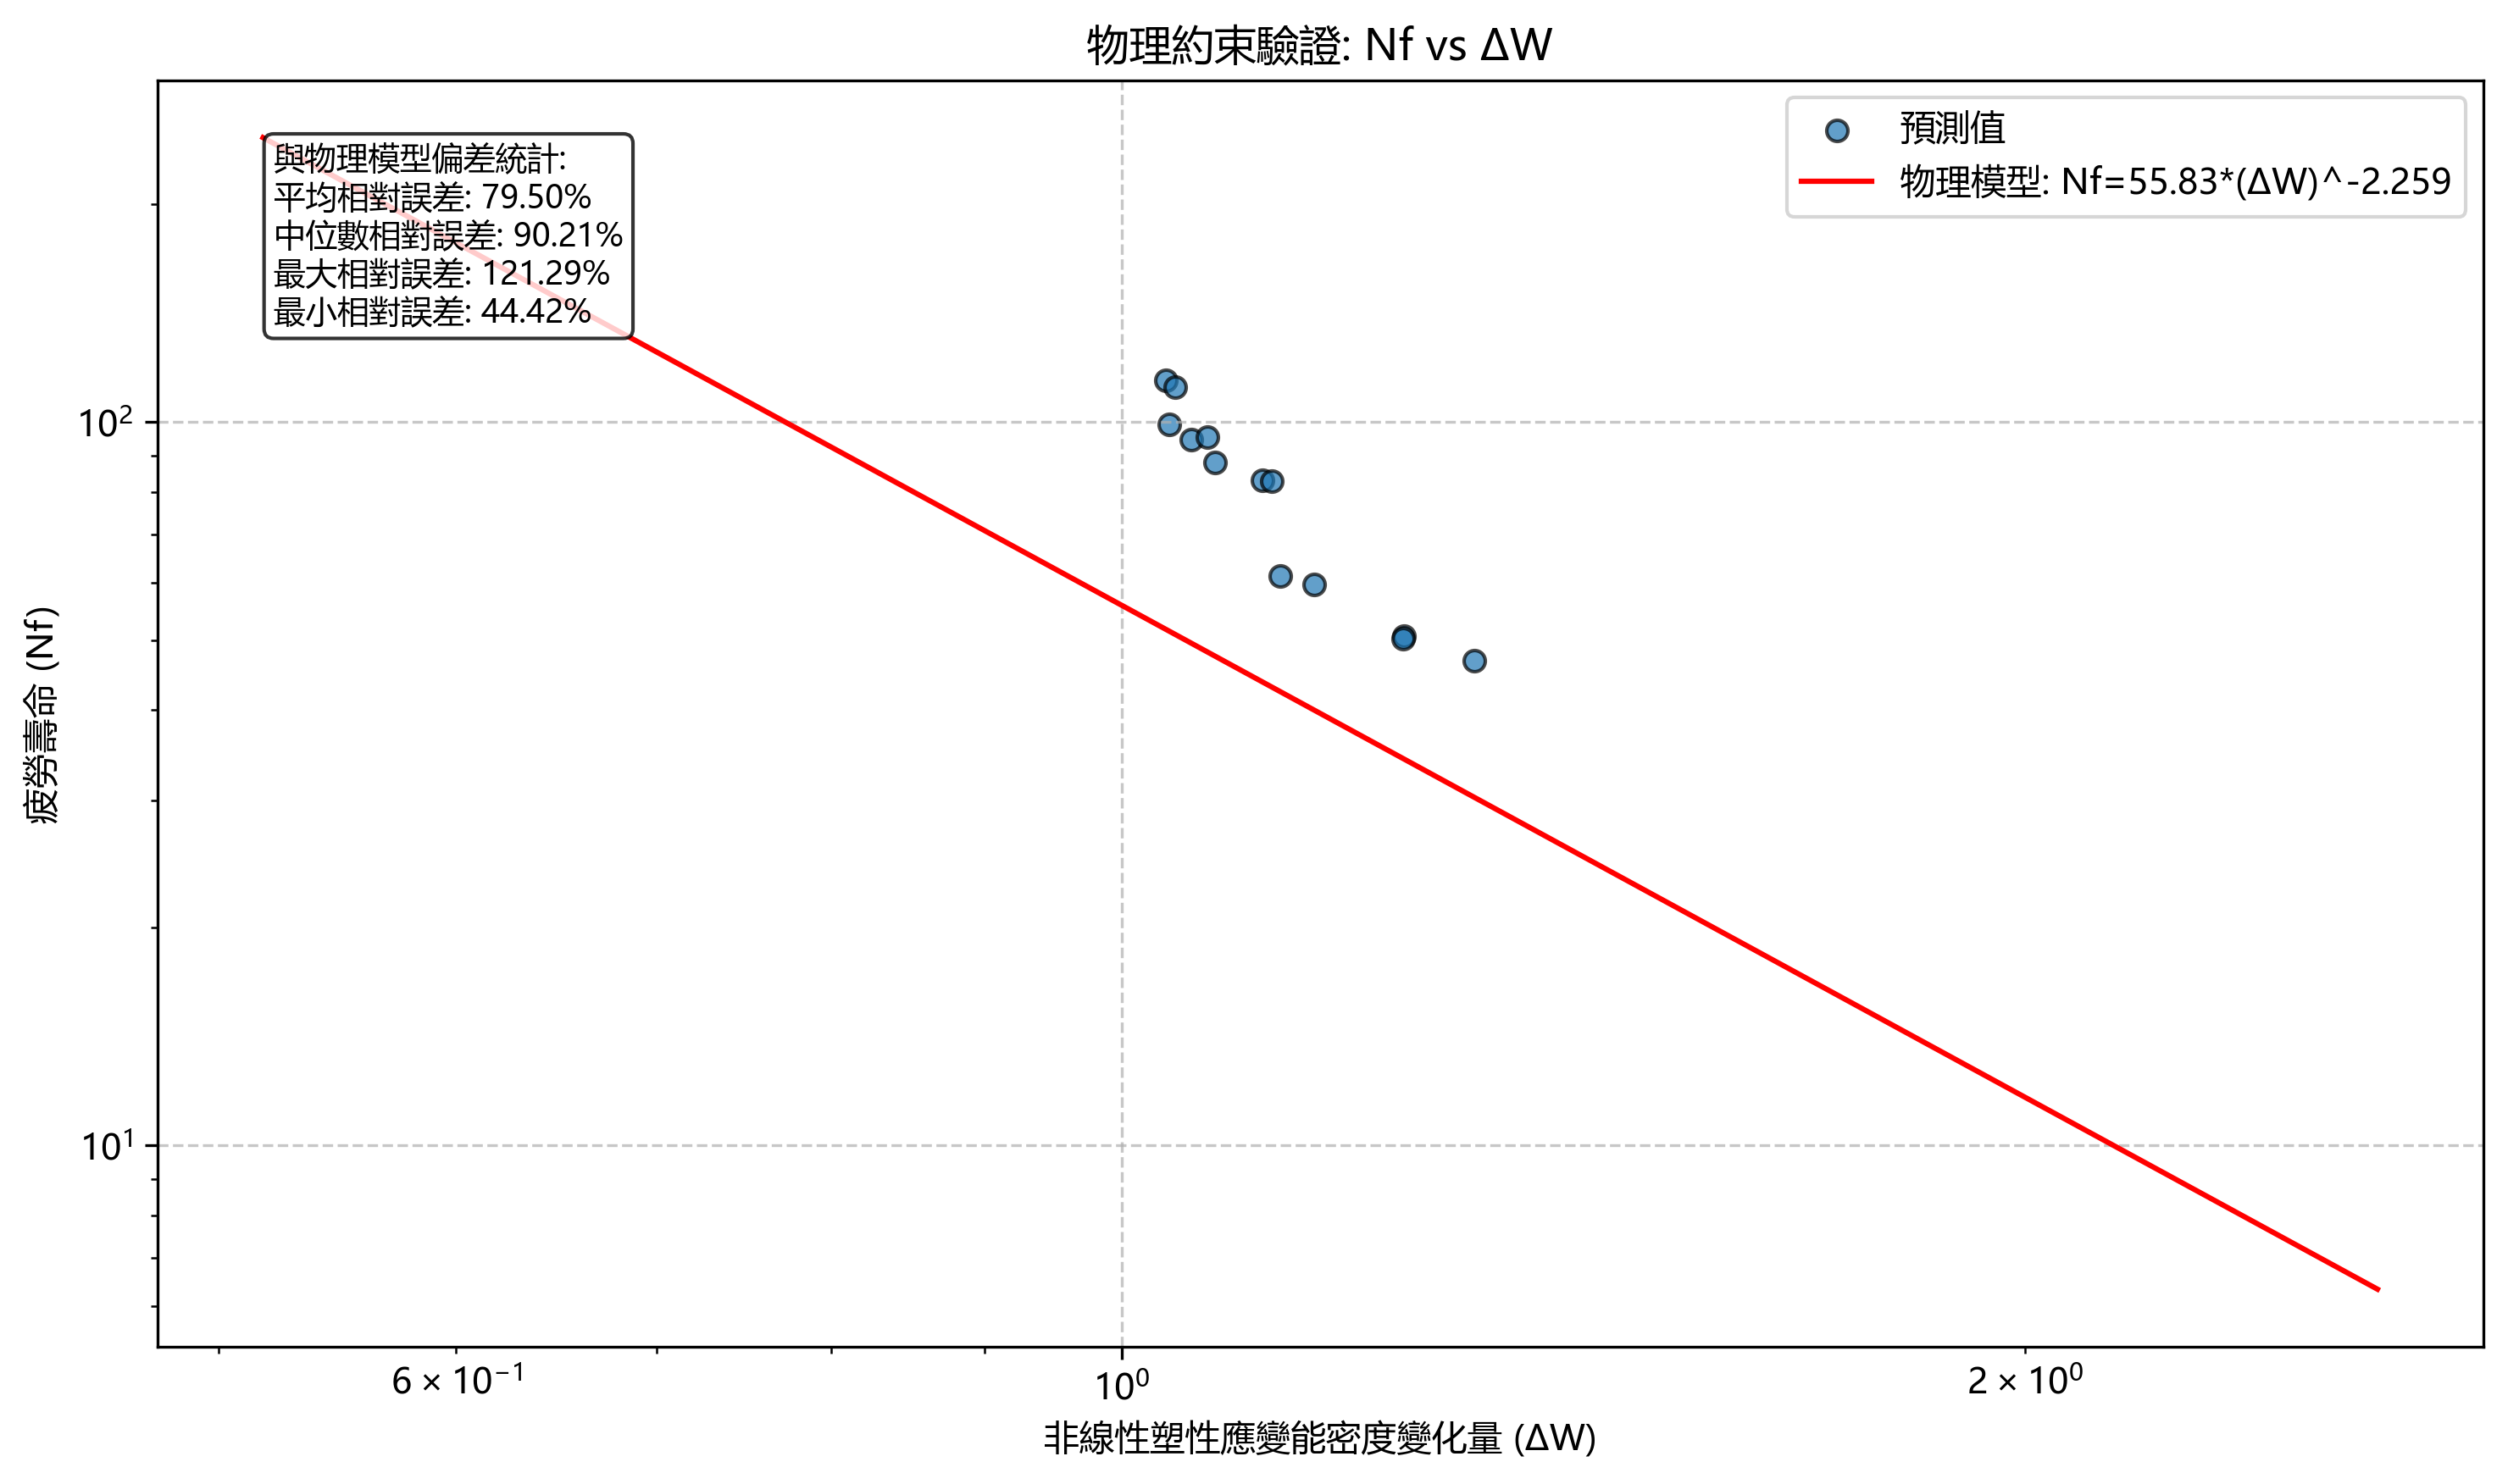 物理約束驗證: Nf vs ΔW
預測值
物理模型: Nf=55.83*(ΔW)^-2.259
與物理模型偏差統計:
平均相對誤差: 79.50%
中位數相對誤差: 90.21%
最大相對誤差: 121.29%
最小相對誤差: 44.42%
疲勞壽命 (Nf)
10²
10¹
6 × 10⁻¹
10⁰
2 × 10⁰
非線性塑性應變能密度變化量 (ΔW)